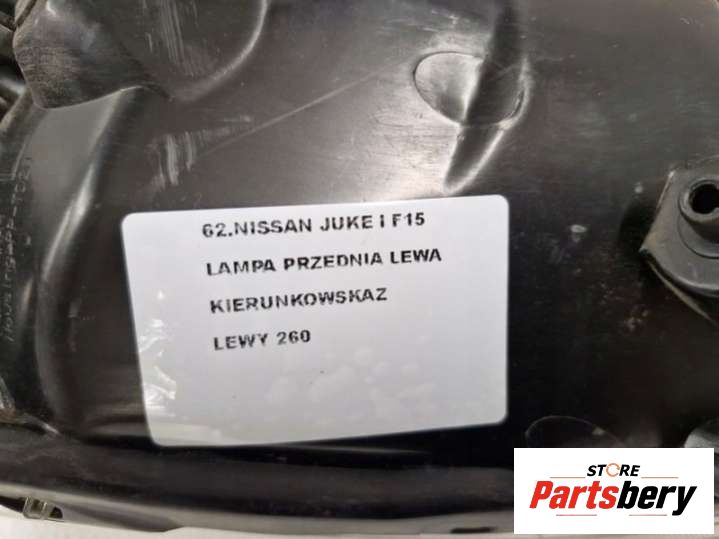 62.NISSAN JUKE I F15
LAMPA PRZEDNIA LEWA
KIERUNKOWSKAZ
LEWY 260
STORE
Partsbery